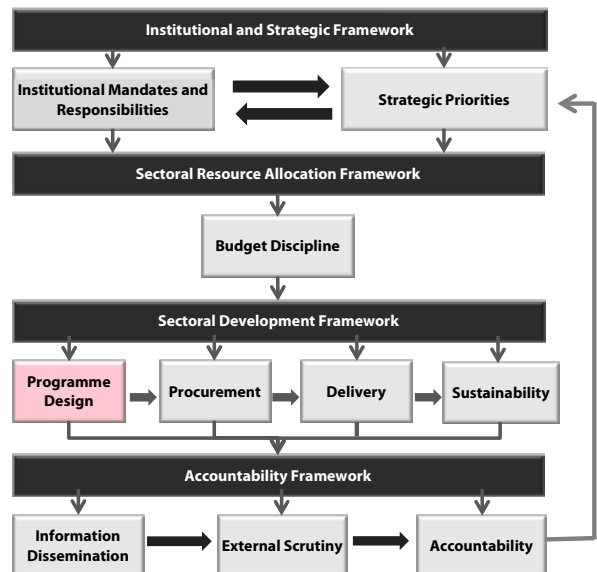 Institutional and Strategic Framework
Institutional Mandates and
Responsibilities
Strategic Priorities
Sectoral Resource Allocation Framework
Budget Discipline
Sectoral Development Framework
Programme
Design
Procurement
Delivery
Sustainability
Accountability Framework
Information
Dissemination
External Scrutiny
Accountability